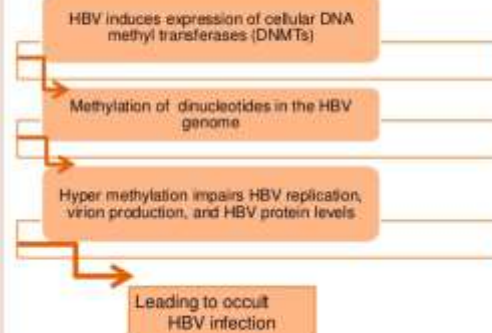 HBV induces expression of cellular DNA
methyl transferases (DNMTs)
Methylation of dinucleotides in the HBV
genome
Hyper methylation impairs HBV replication,
virion production, and HBV protein levels
Leading to occult
HBV infection